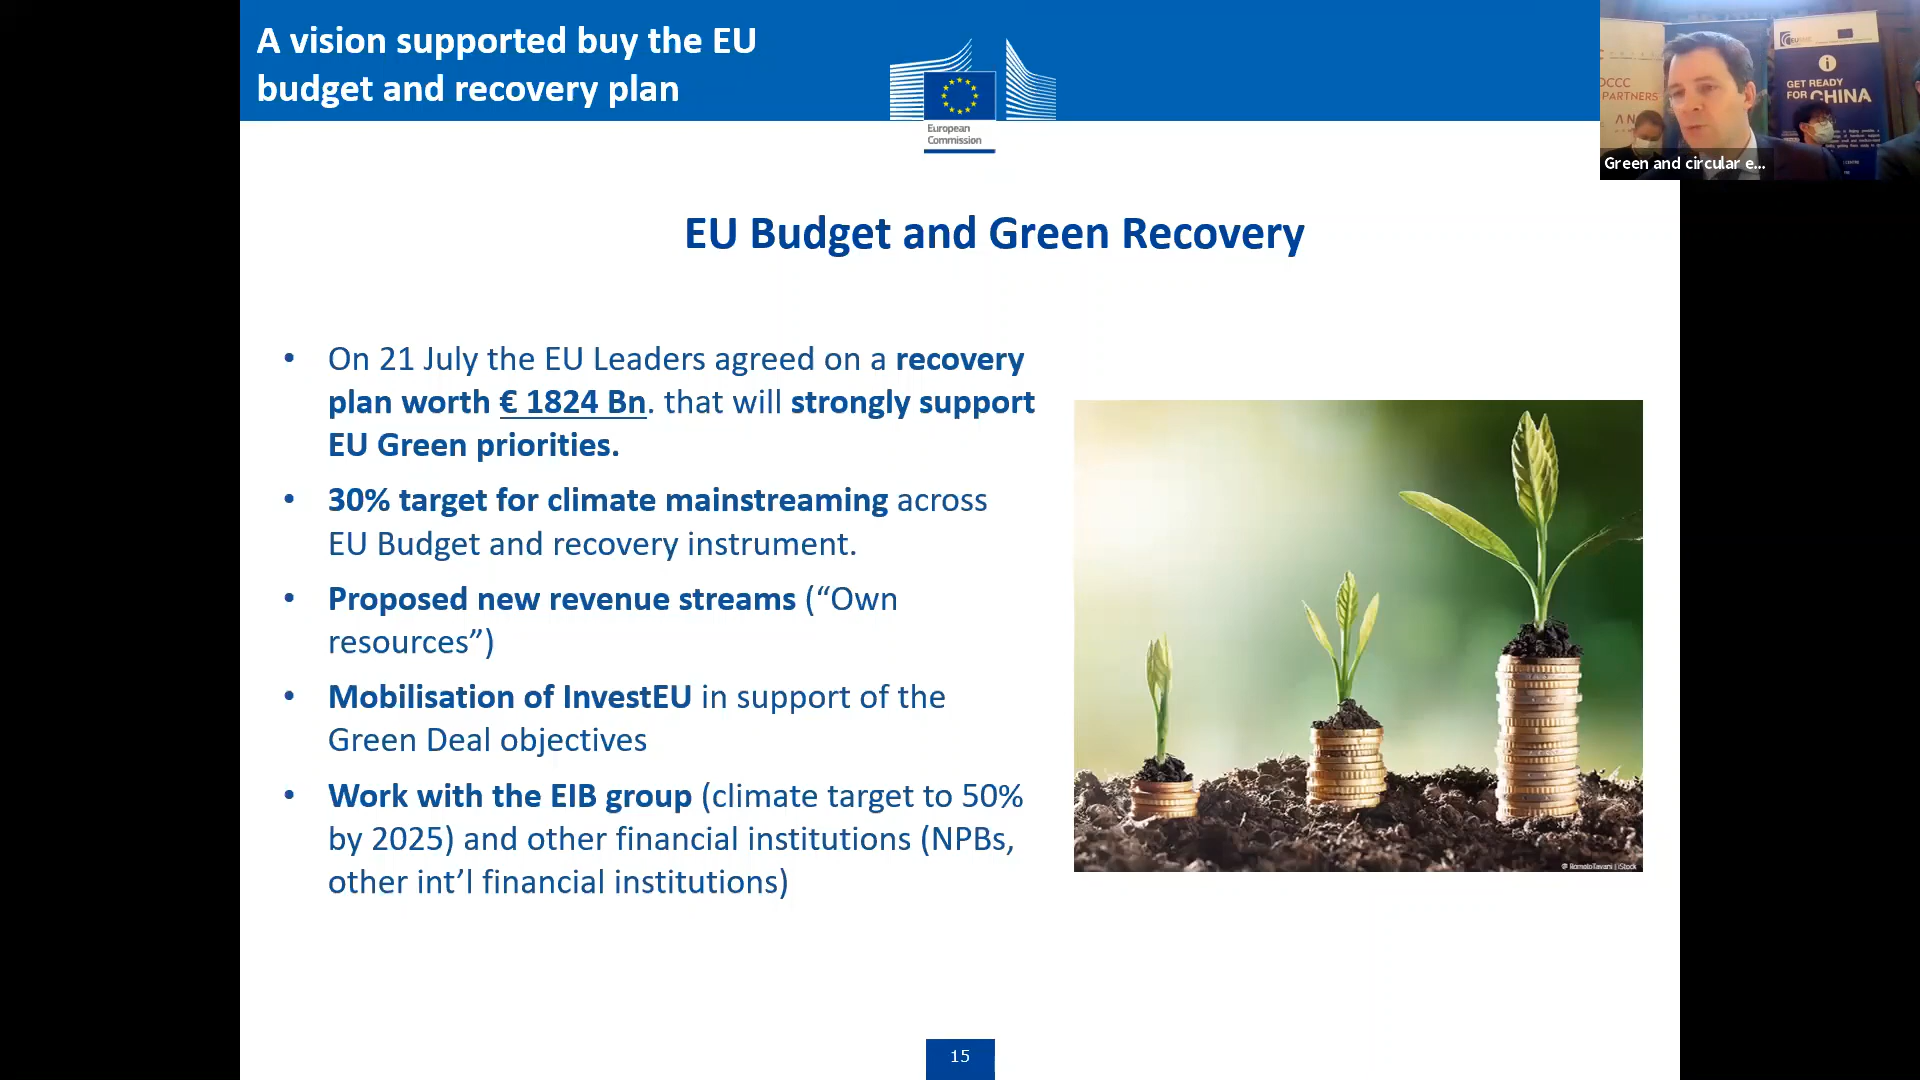 A vision supported buy the EU
budget and recovery plan
European
Commission
GET READY
FOR CHINA
PARTNERS
Green and circular e...
EU Budget and Green Recovery
• On 21 July the EU Leaders agreed on a recovery
plan worth € 1824 Bn. that will strongly support
EU Green priorities.
• 30% target for climate mainstreaming across
EU Budget and recovery instrument.
• Proposed new revenue streams (“Own
resources”)
• Mobilisation of InvestEU in support of the
Green Deal objectives
• Work with the EIB group (climate target to 50%
by 2025) and other financial institutions (NPBs,
other int’l financial institutions)
© RomoloTavani | iStock
15